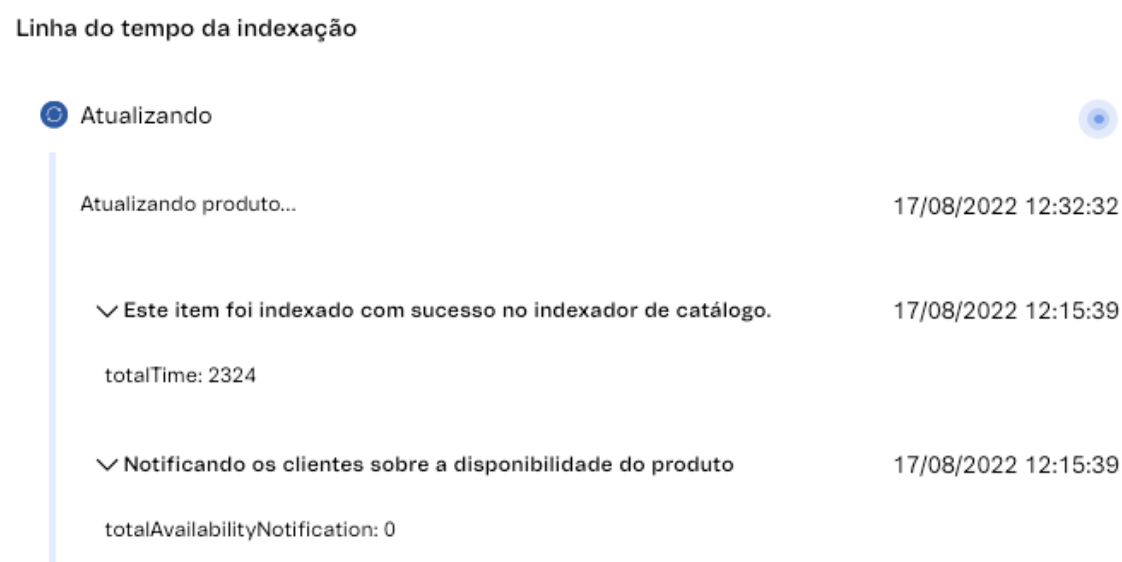 Linha do tempo da indexação
Atualizando
Atualizando produto... 17/08/2022 12:32:32
Este item foi indexado com sucesso no indexador de catálogo. 17/08/2022 12:15:39
totalTime: 2324
Notificando os clientes sobre a disponibilidade do produto 17/08/2022 12:15:39
totalAvailabilityNotification: 0